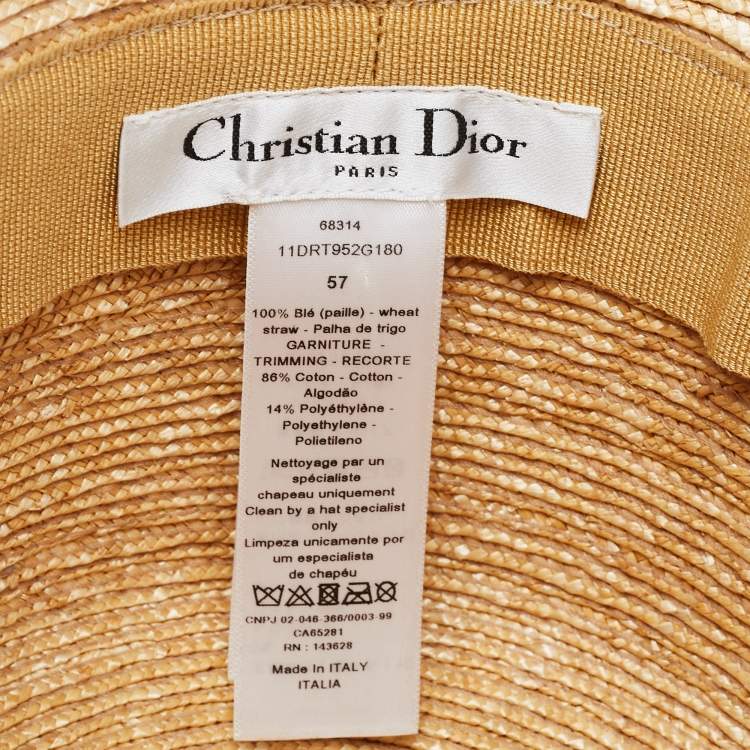 Christian Dior
PARIS
68314
11DRT952G180
57
100% Blé (paille) - wheat
straw - Palha de trigo
GARNITURE -
TRIMMING - RECORTE
86% Coton - Cotton -
Algodão
14% Polyéthylène -
Polyethylene -
Polietileno
Nettoyage par un
spécialiste
chapeau uniquement
Clean by a hat specialist
only
Limpeza unicamente por
um especialista
de chapéu
CNPJ 02-046-366/0003-99
CA65281
RN : 143628
Made In ITALY
ITALIA